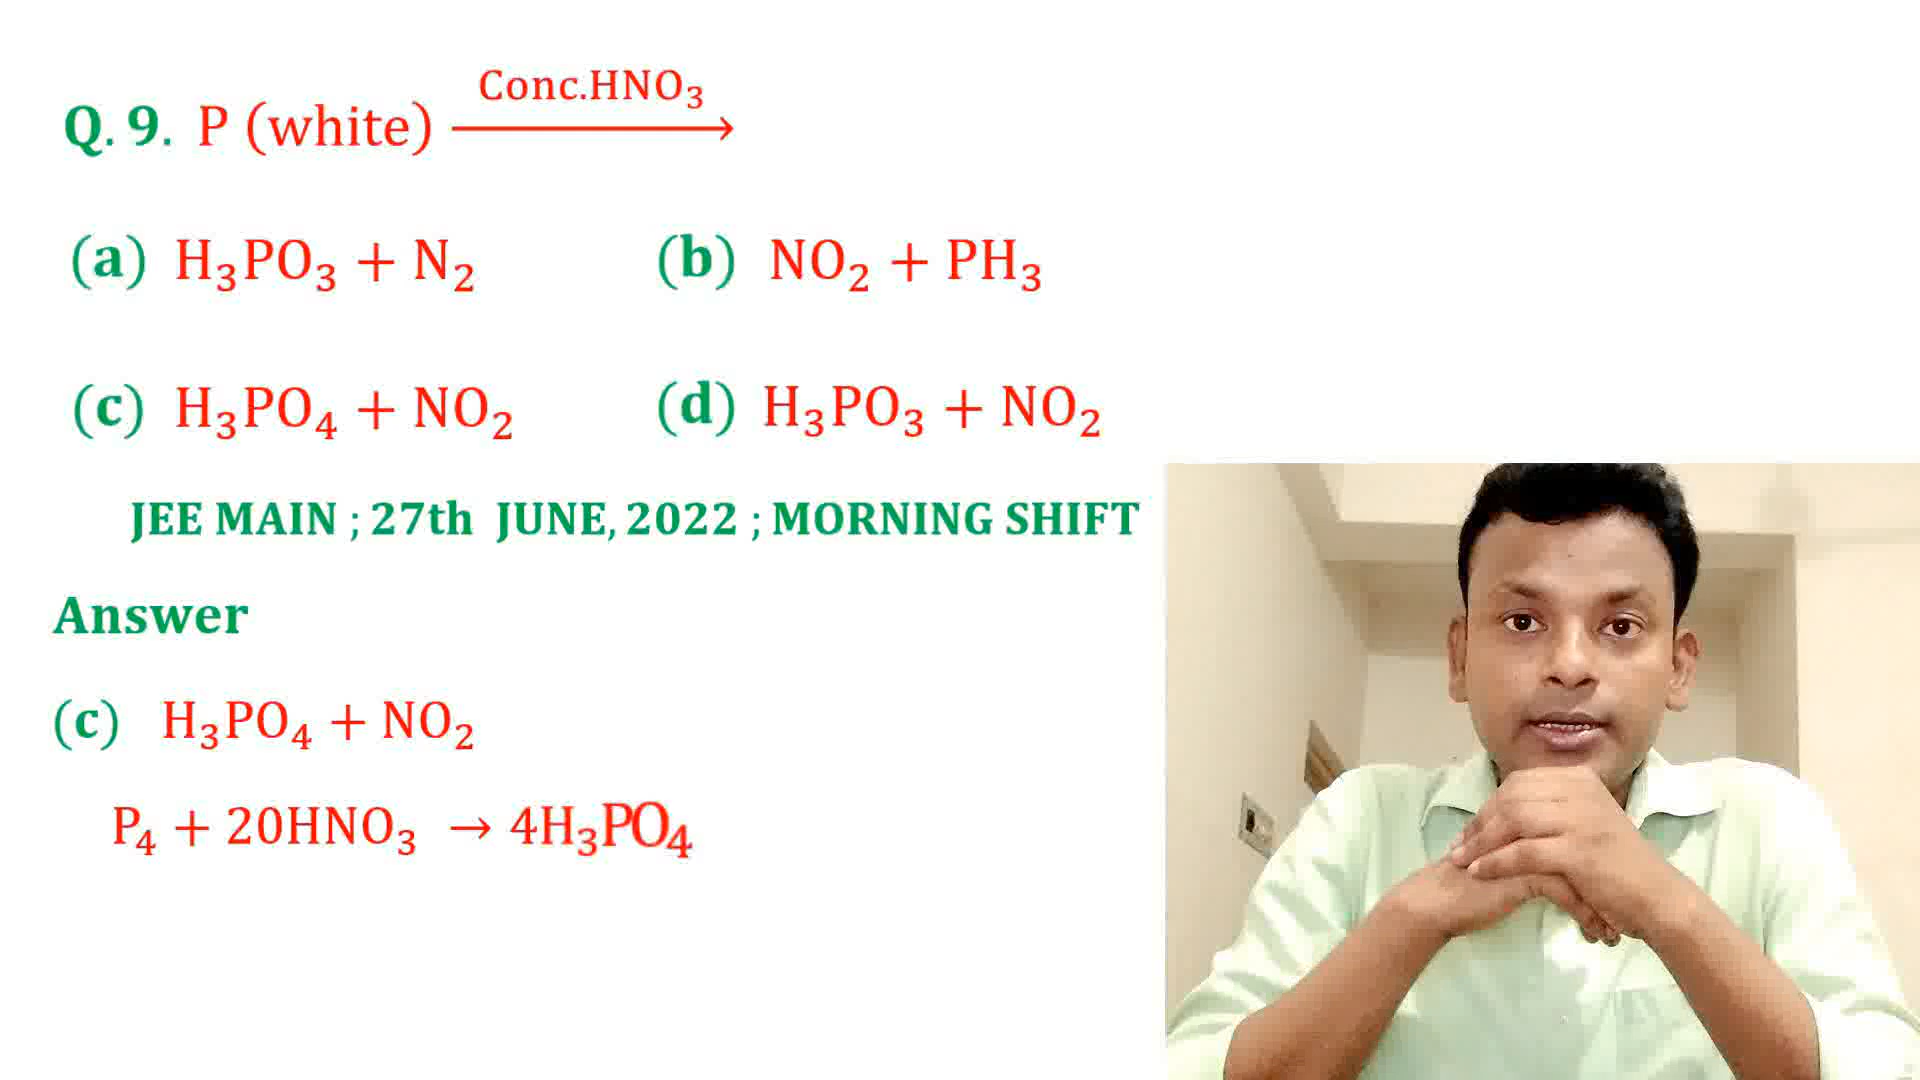 Q. 9. P (white) —Conc.HNO₃→
(a) H₃PO₃ + N₂ (b) NO₂ + PH₃
(c) H₃PO₄ + NO₂ (d) H₃PO₃ + NO₂
JEE MAIN ; 27th JUNE, 2022 ; MORNING SHIFT
Answer
(c) H₃PO₄ + NO₂
P₄ + 20HNO₃ → 4H₃PO₄